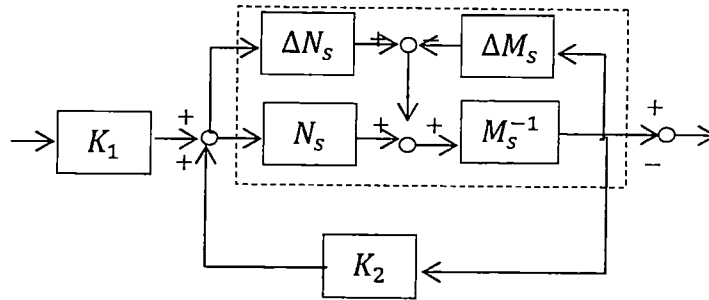 ΔN_s + − ΔM_s
K_1 + + N_s + + M_s^{-1} + −
K_2